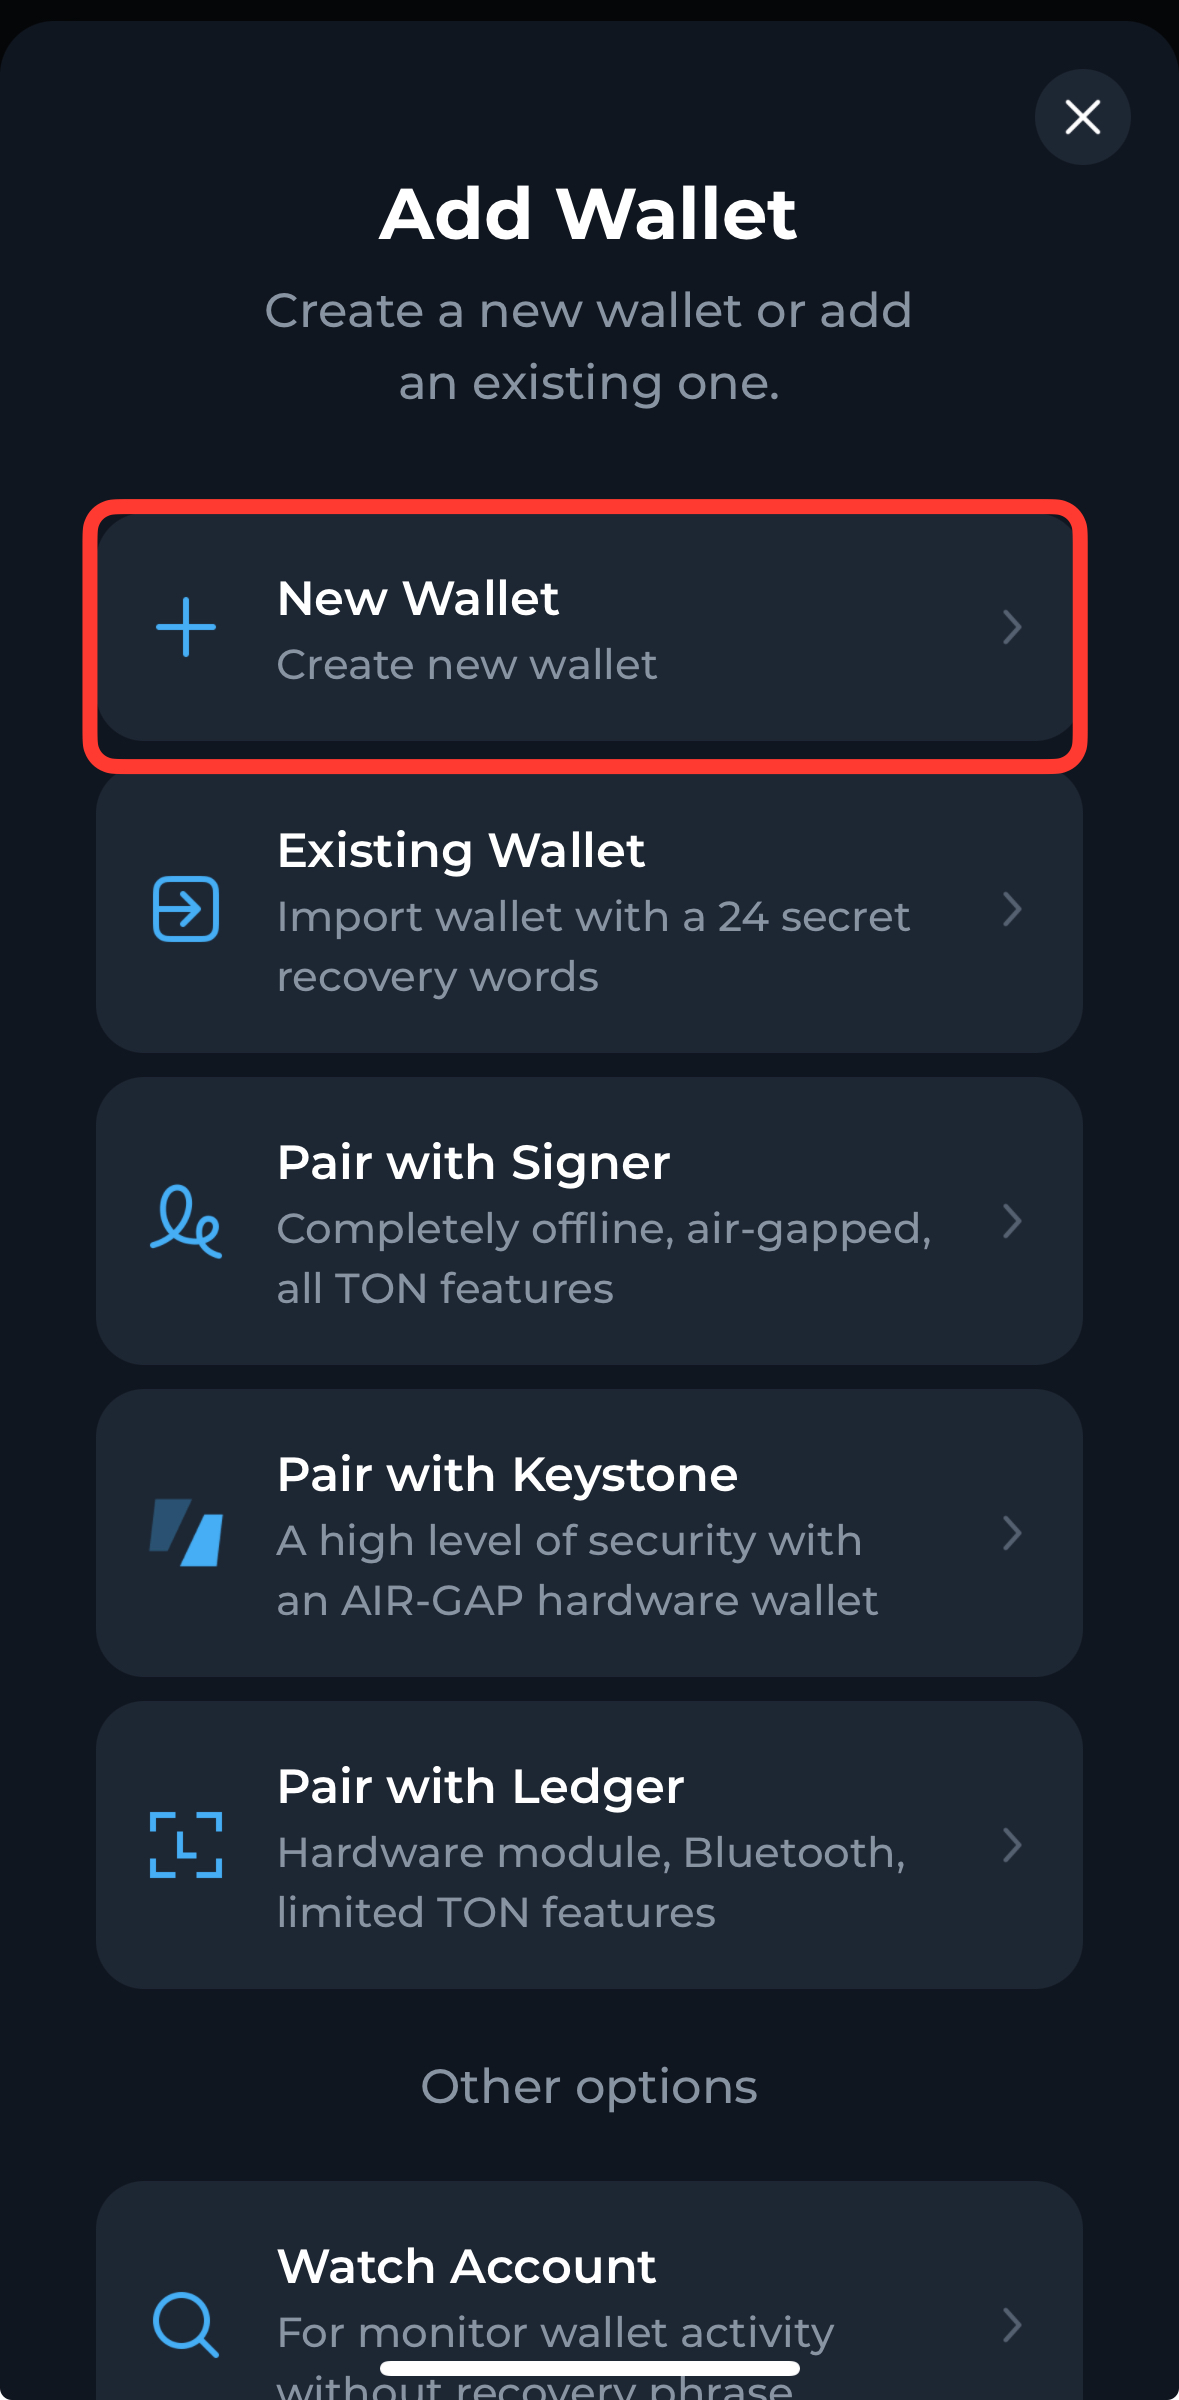 Add Wallet
Create a new wallet or add
an existing one.
New Wallet
Create new wallet
Existing Wallet
Import wallet with a 24 secret
recovery words
Pair with Signer
Completely offline, air-gapped,
all TON features
Pair with Keystone
A high level of security with
an AIR-GAP hardware wallet
Pair with Ledger
Hardware module, Bluetooth,
limited TON features
Other options
Watch Account
For monitor wallet activity
without recovery phrase